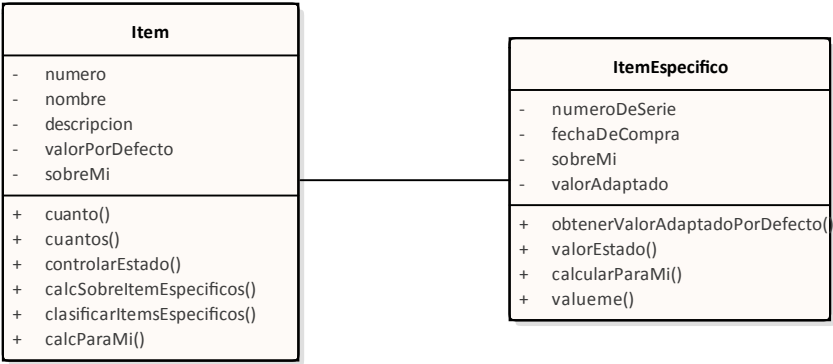 Item
- numero
- nombre
- descripcion
- valorPorDefecto
- sobreMi
+ cuanto()
+ cuantos()
+ controlarEstado()
+ calcSobreItemEspecificos()
+ clasificarItemsEspecificos()
+ calcParaMi()
ItemEspecifico
- numeroDeSerie
- fechaDeCompra
- sobreMi
- valorAdaptado
+ obtenerValorAdaptadoPorDefecto()
+ valorEstado()
+ calcularParaMi()
+ valueme()